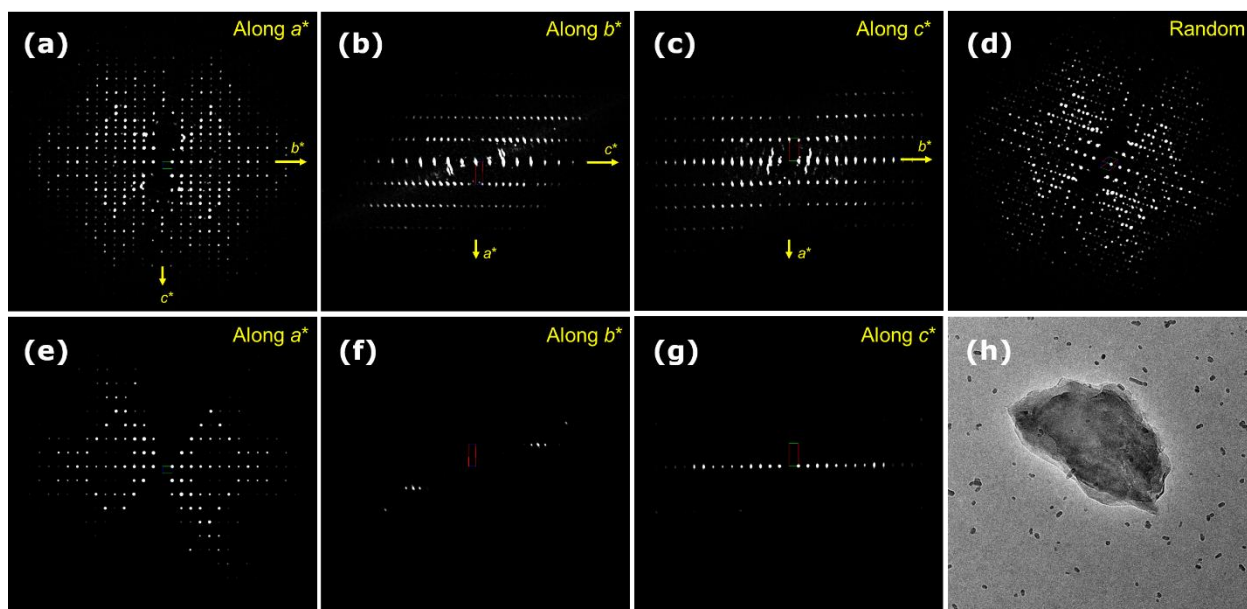 (a)
Along a*
b*
c*
(b)
Along b*
c*
a*
(c)
Along c*
b*
a*
(d)
Random
(e)
Along a*
(f)
Along b*
(g)
Along c*
(h)